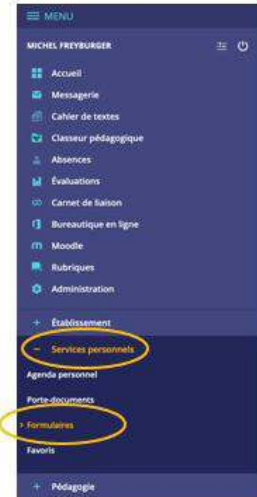 MENU
MICHEL FREYBURGER
Accueil
Messagerie
Cahier de textes
Classeur pédagogique
Absences
Évaluations
Carnet de liaison
Bureautique en ligne
Moodle
Rubriques
Administration
+ Établissement
− Services personnels
Agenda personnel
Porte-documents
› Formulaires
Favoris
+ Pédagogie